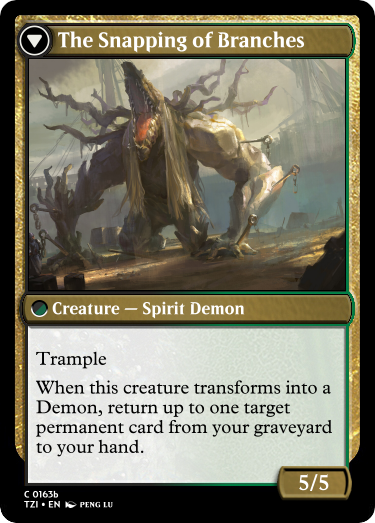 The Snapping of Branches
Creature — Spirit Demon
Trample
When this creature transforms into a
Demon, return up to one target
permanent card from your graveyard
to your hand.
5/5
C 0163b
TZI • EN PENG LU